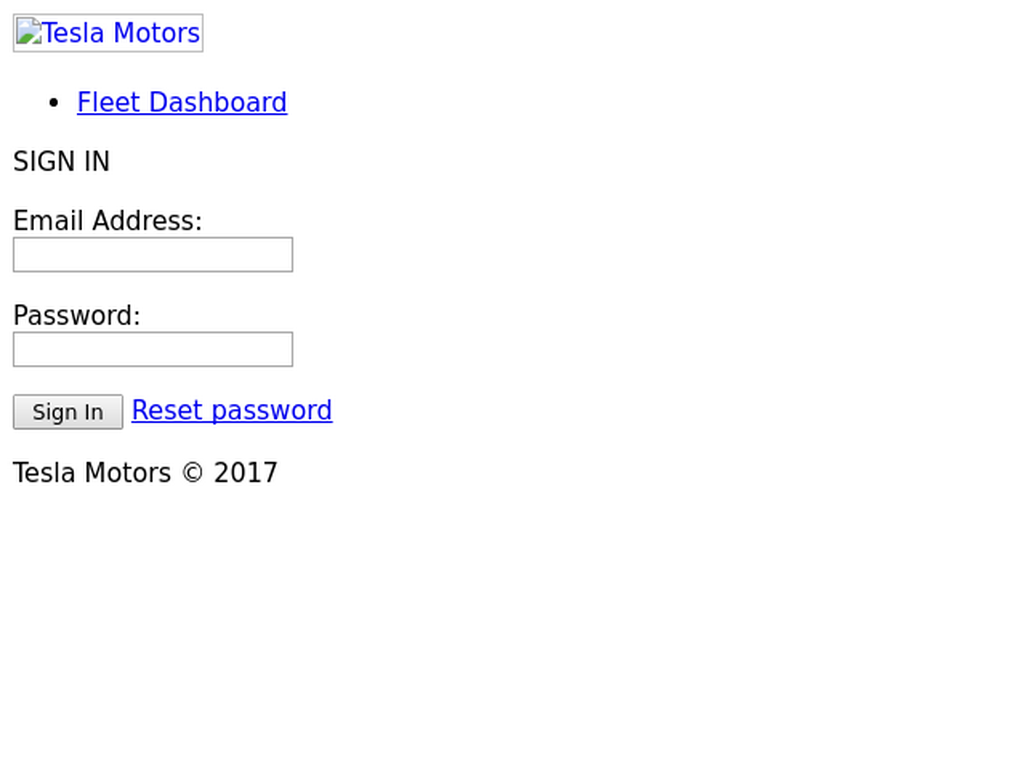 Tesla Motors
Fleet Dashboard
SIGN IN
Email Address:
Password:
Sign In Reset password
Tesla Motors © 2017